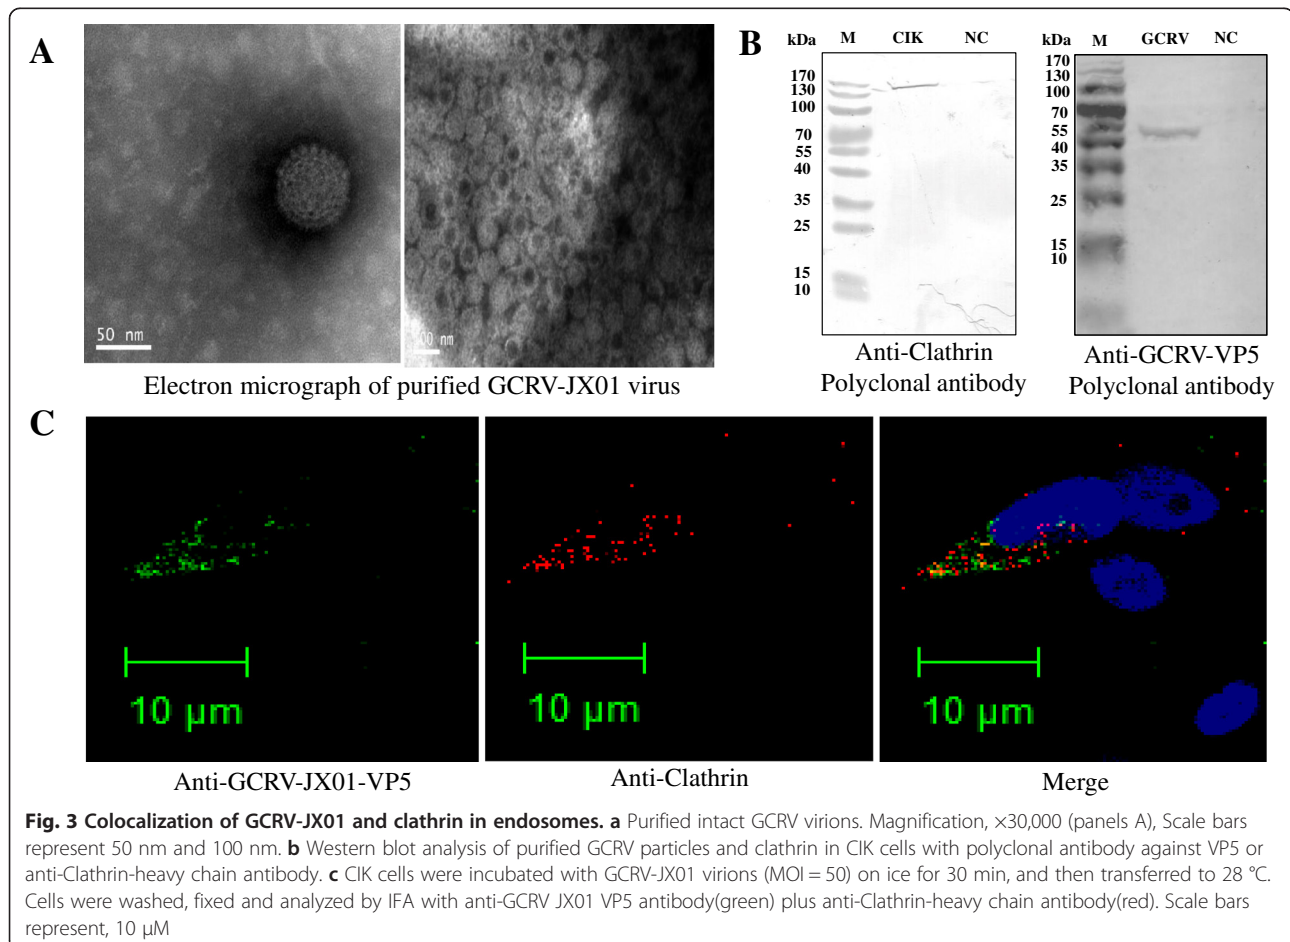 A
50 nm
Electron micrograph of purified GCRV-JX01 virus
B
kDa M CIK NC
170
130
100
70
55
40
35
25
15
10
Anti-Clathrin
Polyclonal antibody
kDa M GCRV NC
170
130
100
70
55
40
35
25
15
10
Anti-GCRV-VP5
Polyclonal antibody
C
10 μm
Anti-GCRV-JX01-VP5
10 μm
Anti-Clathrin
10 μm
Merge
Fig. 3 Colocalization of GCRV-JX01 and clathrin in endosomes. a Purified intact GCRV virions. Magnification, ×30,000 (panels A), Scale bars
represent 50 nm and 100 nm. b Western blot analysis of purified GCRV particles and clathrin in CIK cells with polyclonal antibody against VP5 or
anti-Clathrin-heavy chain antibody. c CIK cells were incubated with GCRV-JX01 virions (MOI = 50) on ice for 30 min, and then transferred to 28 °C.
Cells were washed, fixed and analyzed by IFA with anti-GCRV JX01 VP5 antibody(green) plus anti-Clathrin-heavy chain antibody(red). Scale bars
represent, 10 μM